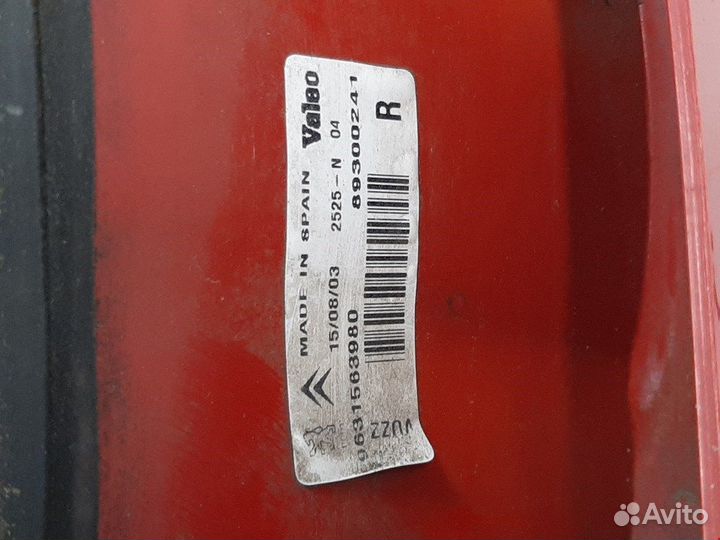 MADE IN SPAIN Valeo
15/08/03 2525-N 04
9631563980 89300241
VUZZ R
Avito